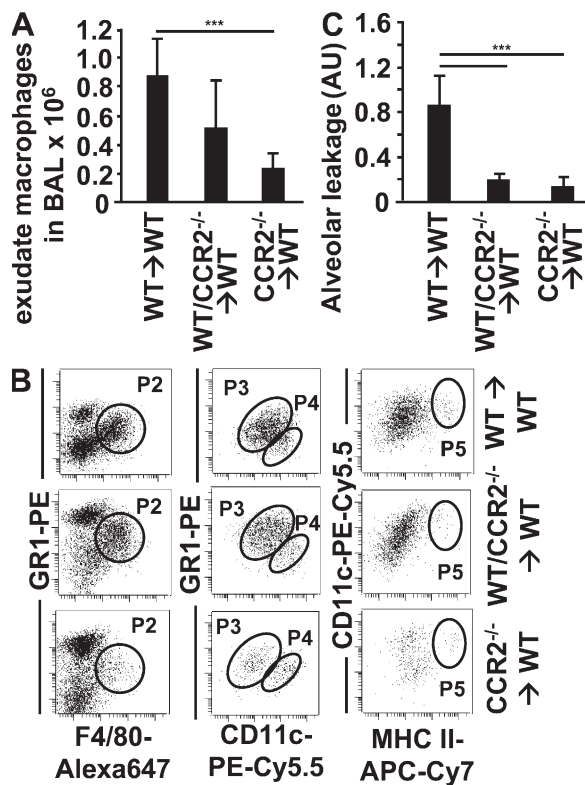 A
exudate macrophages
in BAL x 10⁶
1.2
1
0.8
0.6
0.4
0.2
0
***
WT→WT
WT/CCR2-/-
→WT
CCR2-/-
→WT
C
Alveolar leakage (AU)
1.6
1.2
0.8
0.4
0
***
WT→WT
WT/CCR2-/-
→WT
CCR2-/-
→WT
B
GR1-PE
P2
P2
P2
F4/80-
Alexa647
GR1-PE
P3
P4
P3
P4
P3
P4
CD11c-
PE-Cy5.5
CD11c-PE-Cy5.5
P5
P5
P5
MHC II-
APC-Cy7
WT →
WT
WT/CCR2-/-
→ WT
CCR2-/-
→ WT